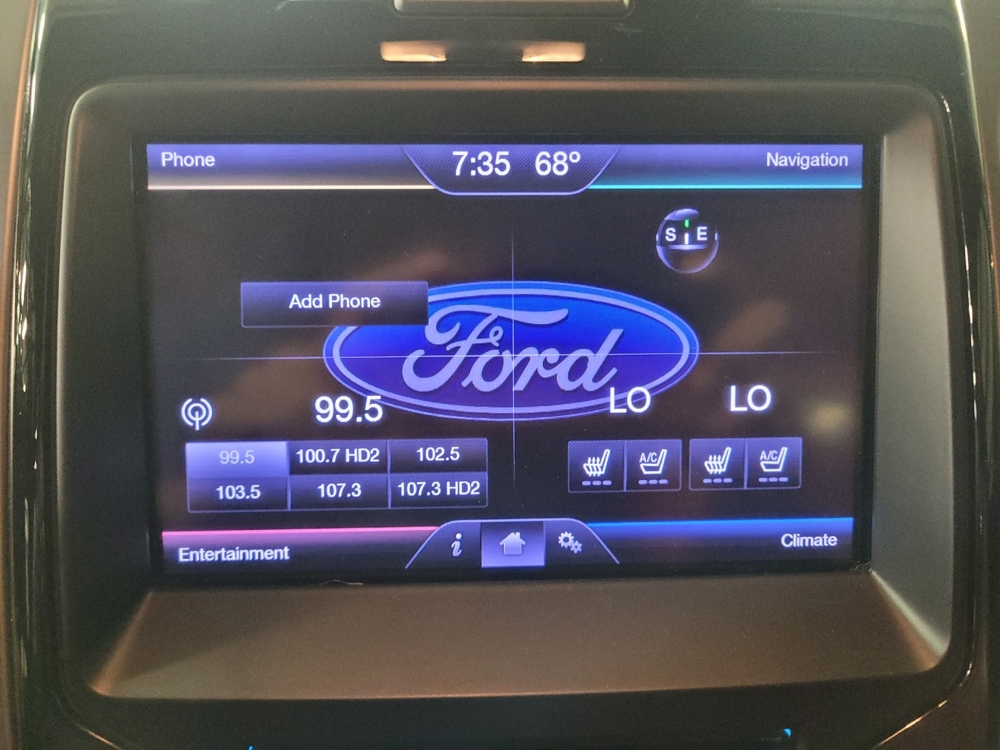 Phone 7:35 68° Navigation
S E
Add Phone
Ford
99.5 LO LO
99.5 100.7 HD2 102.5 A/C A/C
103.5 107.3 107.3 HD2
Entertainment i Climate